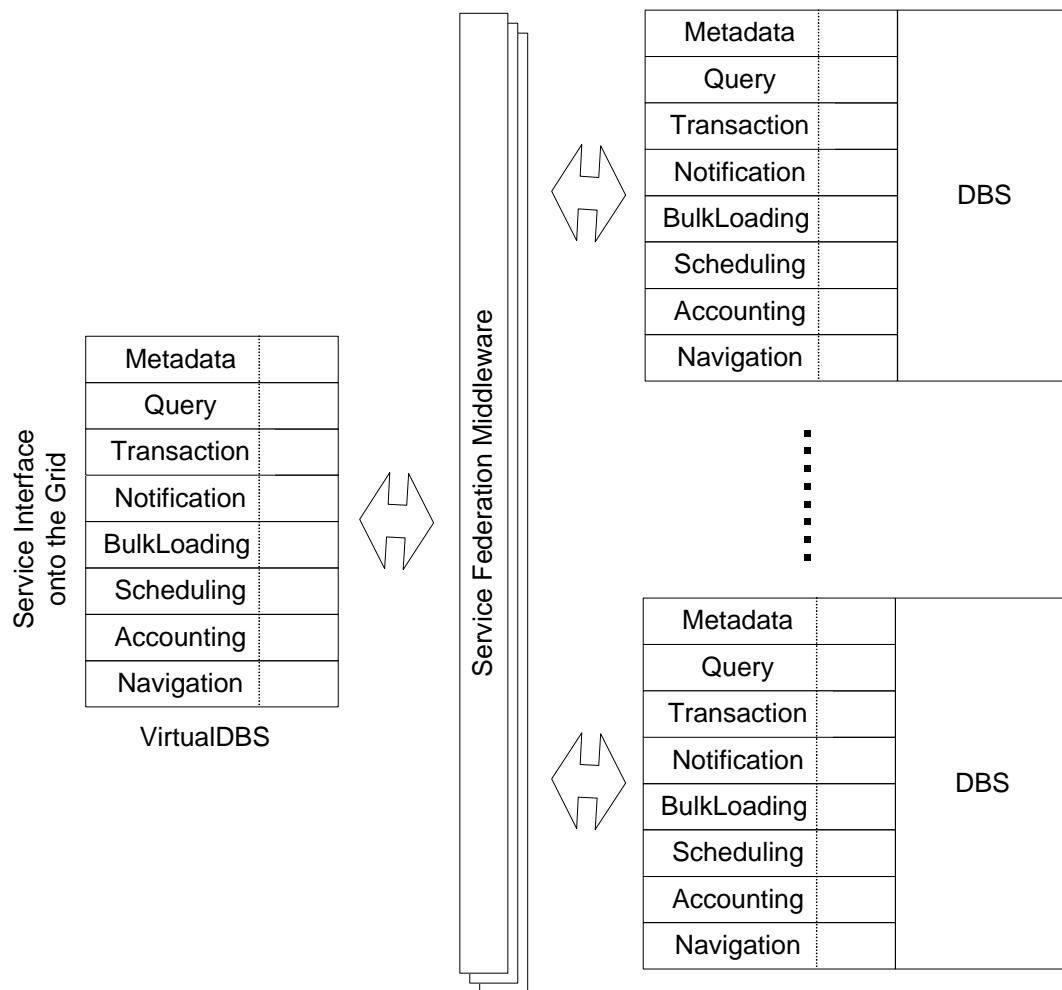 Service Interface
onto the Grid
Metadata
Query
Transaction
Notification
BulkLoading
Scheduling
Accounting
Navigation
VirtualDBS
Service Federation Middleware
Metadata
Query
Transaction
Notification
BulkLoading
Scheduling
Accounting
Navigation
DBS
Metadata
Query
Transaction
Notification
BulkLoading
Scheduling
Accounting
Navigation
DBS